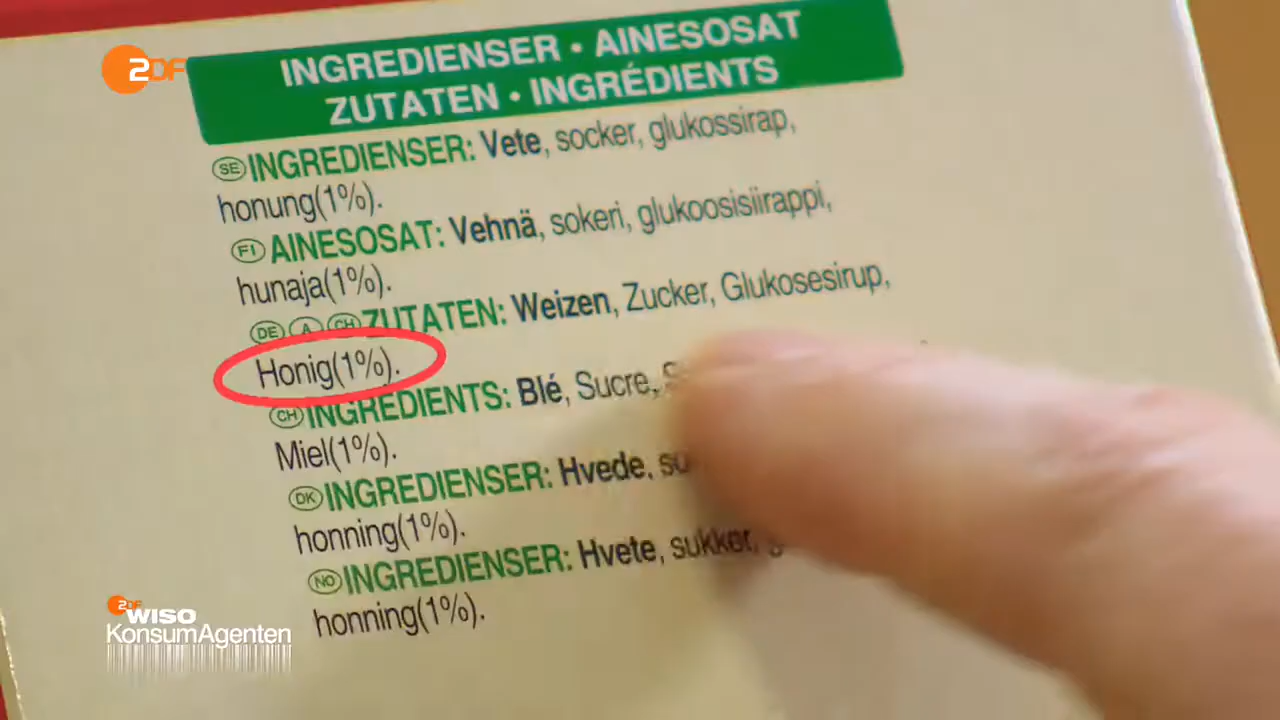 ZDF
INGREDIENSER • AINESOSAT
ZUTATEN • INGRÉDIENTS
SE INGREDIENSER: Vete, socker, glukossirap,
honung(1%).
FI AINESOSAT: Vehnä, sokeri, glukoosisiirappi,
hunaja(1%).
DE A CH ZUTATEN: Weizen, Zucker, Glukosesirup,
Honig(1%).
CH INGRÉDIENTS: Blé, Sucre,
Miel(1%).
DK INGREDIENSER: Hvede,
honning(1%).
NO INGREDIENSER: Hvete, sukker,
honning(1%).
ZDF
WISO
KonsumAgenten